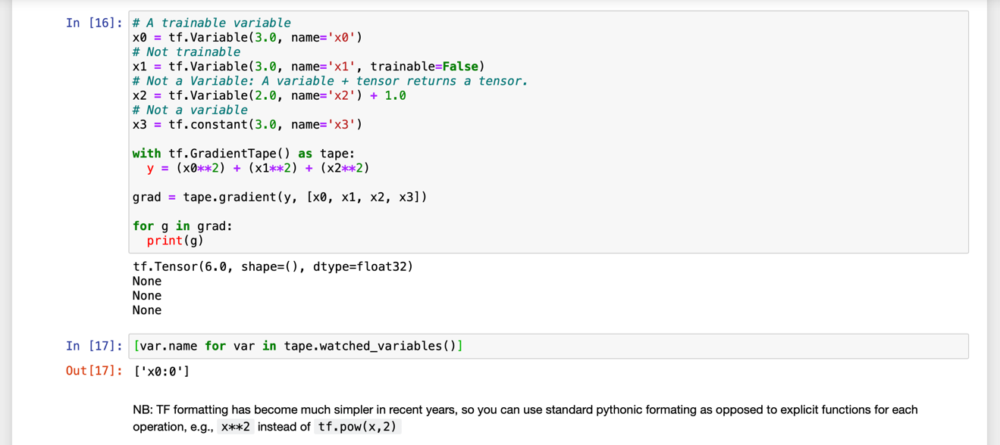 In [16]: # A trainable variable
x0 = tf.Variable(3.0, name='x0')
# Not trainable
x1 = tf.Variable(3.0, name='x1', trainable=False)
# Not a Variable: A variable + tensor returns a tensor.
x2 = tf.Variable(2.0, name='x2') + 1.0
# Not a variable
x3 = tf.constant(3.0, name='x3')
with tf.GradientTape() as tape:
  y = (x0**2) + (x1**2) + (x2**2)
grad = tape.gradient(y, [x0, x1, x2, x3])
for g in grad:
  print(g)
tf.Tensor(6.0, shape=(), dtype=float32)
None
None
None
In [17]: [var.name for var in tape.watched_variables()]
Out[17]: ['x0:0']
NB: TF formatting has become much simpler in recent years, so you can use standard pythonic formating as opposed to explicit functions for each
operation, e.g., x**2 instead of tf.pow(x,2)